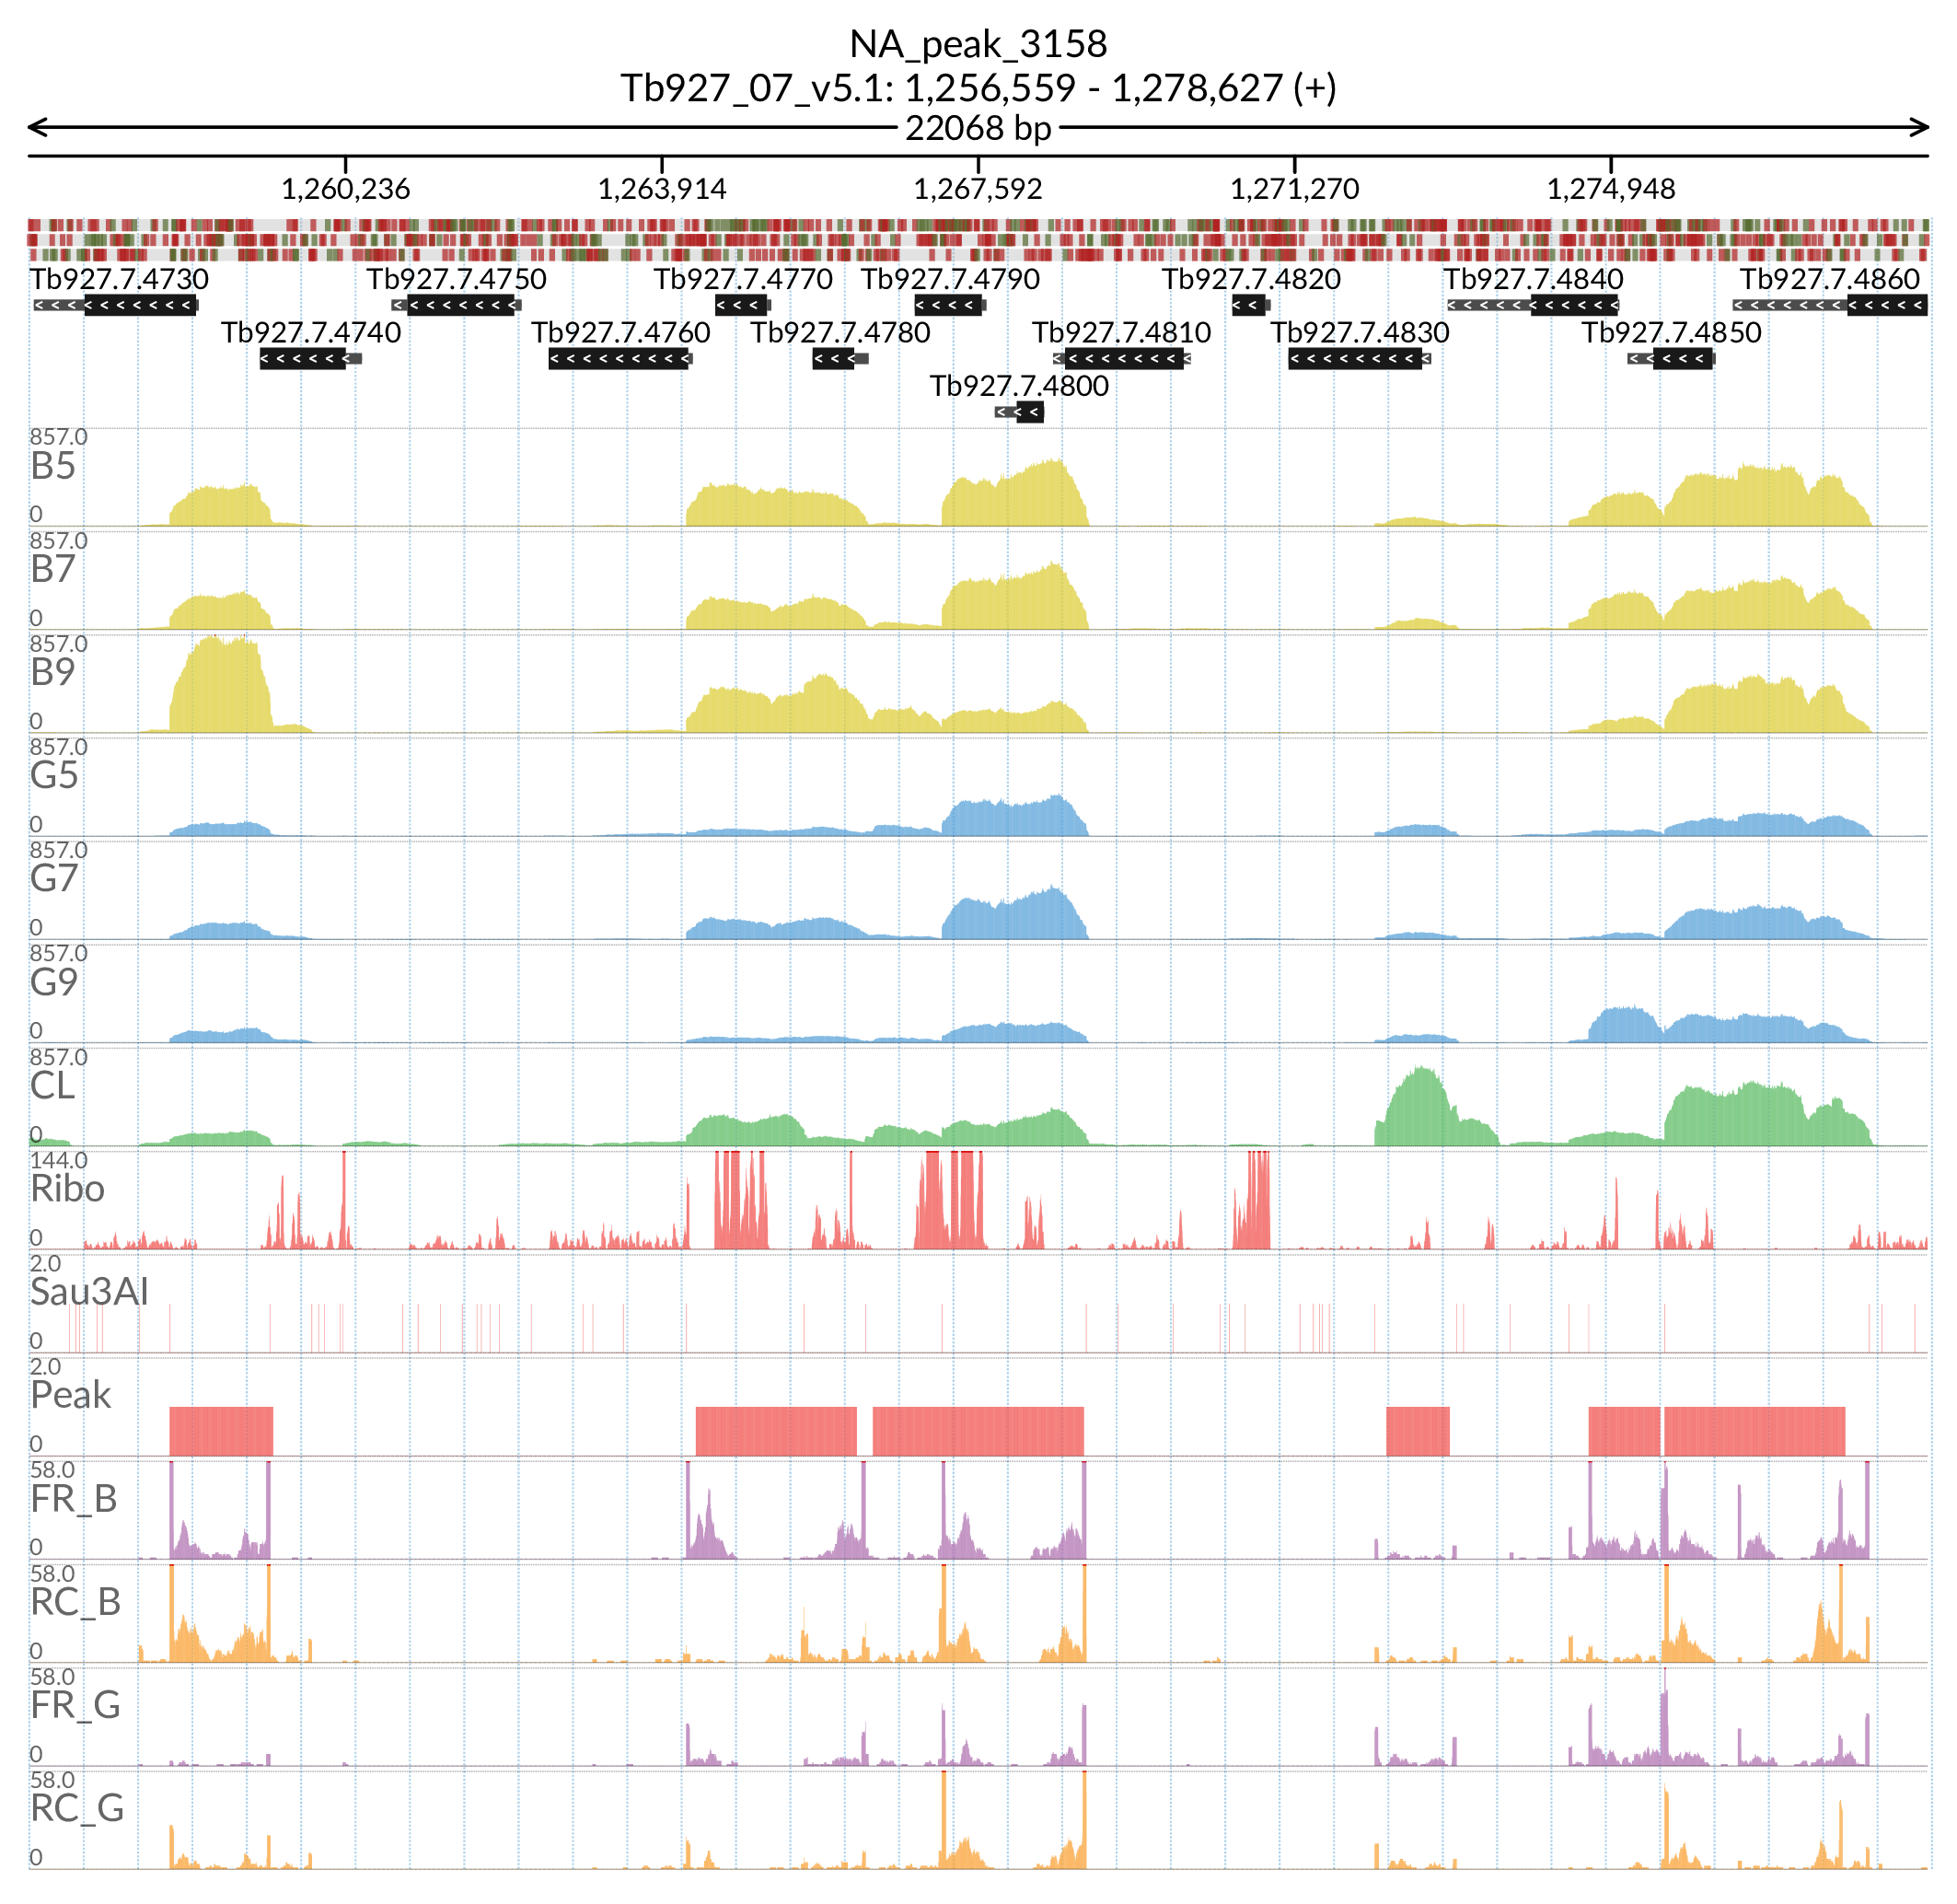 NA_peak_3158
Tb927_07_v5.1: 1,256,559 - 1,278,627 (+)
22068 bp
1,260,236 1,263,914 1,267,592 1,271,270 1,274,948
Tb927.7.4730 Tb927.7.4750 Tb927.7.4770 Tb927.7.4790 Tb927.7.4820 Tb927.7.4840 Tb927.7.4860
Tb927.7.4740 Tb927.7.4760 Tb927.7.4780 Tb927.7.4810 Tb927.7.4830 Tb927.7.4850
Tb927.7.4800
857.0
B5
0
857.0
B7
0
857.0
B9
0
857.0
G5
0
857.0
G7
0
857.0
G9
0
857.0
CL
0
144.0
Ribo
0
2.0
Sau3AI
0
2.0
Peak
0
58.0
FR_B
0
58.0
RC_B
0
58.0
FR_G
0
58.0
RC_G
0